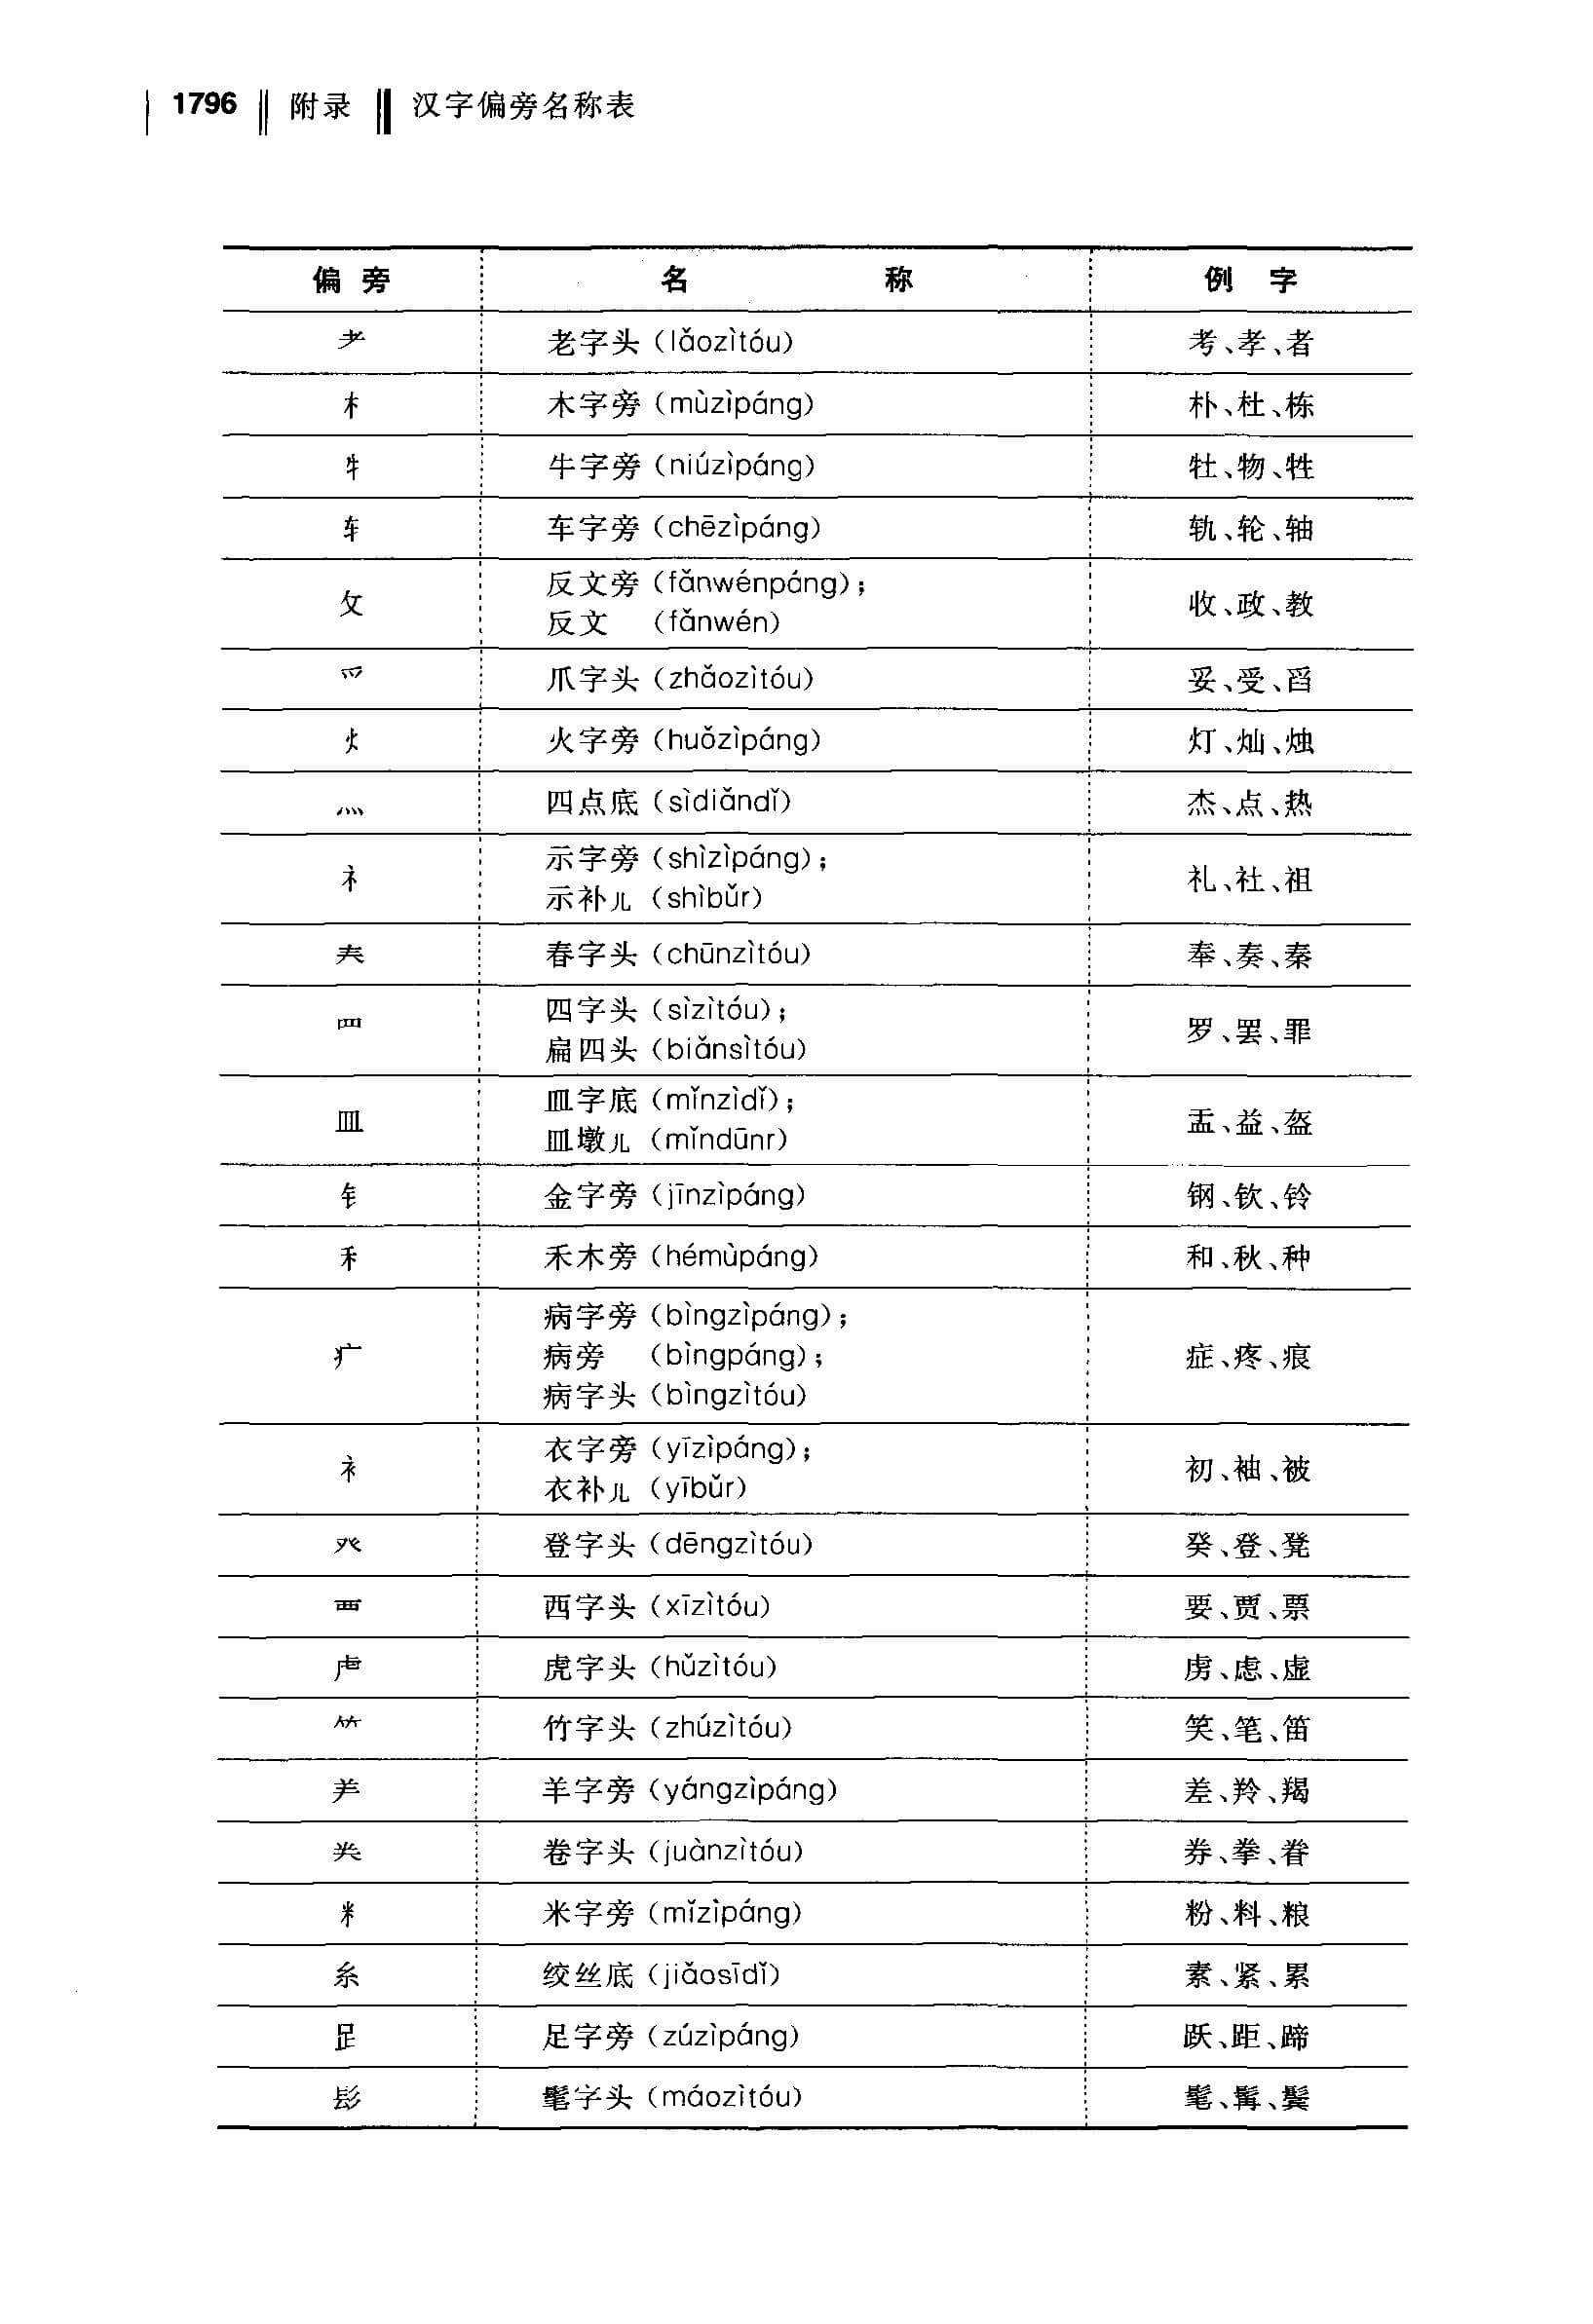 1796 附录 汉字偏旁名称表
偏旁 名称 例字
耂 老字头（lǎozìtóu） 考、孝、者
木 木字旁（mùzìpáng） 朴、杜、栋
牜 牛字旁（niúzìpáng） 牡、物、牲
车 车字旁（chēzìpáng） 轨、轮、轴
攵 反文旁（fǎnwénpáng）； 收、政、教
反文 （fǎnwén）
爫 爪字头（zhǎozìtóu） 妥、受、舀
火 火字旁（huǒzìpáng） 灯、灿、烛
灬 四点底（sìdiǎndǐ） 杰、点、热
礻 示字旁（shìzìpáng）； 礼、社、祖
示补儿（shìbǔr）
𡗗 春字头（chūnzìtóu） 奉、奏、秦
罒 四字头（sìzìtóu）； 罗、罢、罪
扁四头（biǎnsìtóu）
皿 皿字底（mǐnzìdǐ）； 盂、益、盔
皿墩儿（mǐndūnr）
钅 金字旁（jīnzìpáng） 钢、钦、铃
禾 禾木旁（hémùpáng） 和、秋、种
疒 病字旁（bìngzìpáng）； 症、疼、痕
病旁 （bìngpáng）；
病字头（bìngzìtóu）
衤 衣字旁（yīzìpáng）； 初、袖、被
衣补儿（yībǔr）
癶 登字头（dēngzìtóu） 癸、登、凳
覀 西字头（xīzìtóu） 要、贾、票
虍 虎字头（hǔzìtóu） 虏、虑、虚
⺮ 竹字头（zhúzìtóu） 笑、笔、笛
⺶ 羊字旁（yángzìpáng） 差、羚、羯
龹 卷字头（juànzìtóu） 券、拳、眷
米 米字旁（mǐzìpáng） 粉、料、粮
糸 绞丝底（jiǎosīdǐ） 素、紧、累
⻊ 足字旁（zúzìpáng） 跃、距、蹄
髟 髦字头（máozìtóu） 髦、髯、鬓